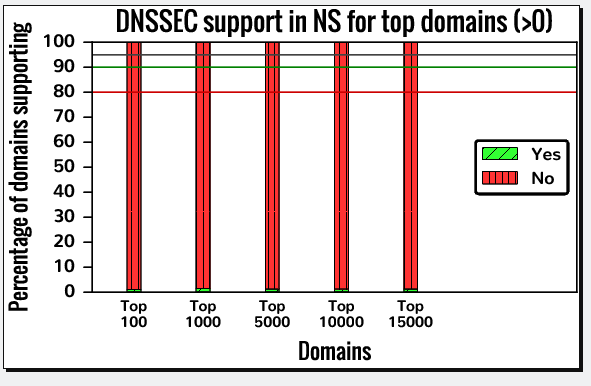 DNSSEC support in NS for top domains (>0)
Percentage of domains supporting
100
90
80
70
60
50
40
30
20
10
0
Yes
No
Top
100
Top
1000
Top
5000
Top
10000
Top
15000
Domains